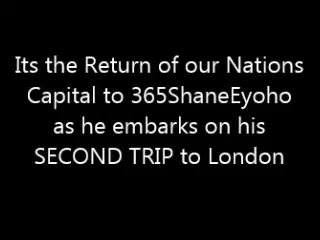 Its the Return of our Nations
Capital to 365ShaneEyoho
as he embarks on his
SECOND TRIP to London